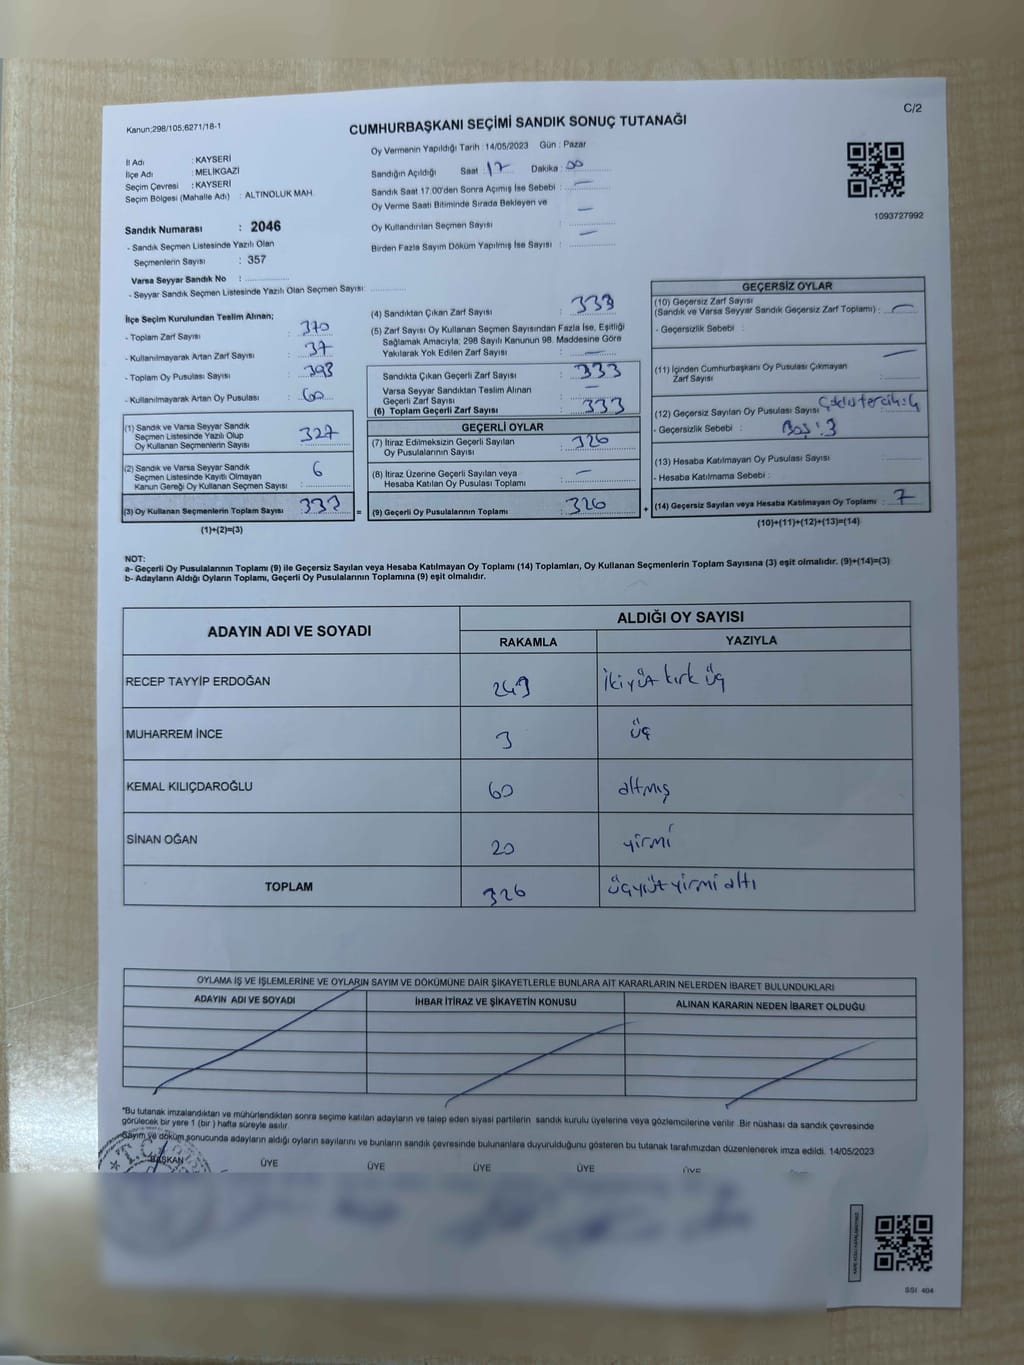 Kanun;298/105;6271/18-1
C/2
CUMHURBAŞKANI SEÇİMİ SANDIK SONUÇ TUTANAĞI
İl Adı : KAYSERİ
İlçe Adı : MELİKGAZİ
Seçim Çevresi : KAYSERİ
Seçim Bölgesi (Mahalle Adı) : ALTINOLUK MAH.
Sandık Numarası : 2046
- Sandık Seçmen Listesinde Yazılı Olan
Seçmenlerin Sayısı : 357
Varsa Seyyar Sandık No :
- Seyyar Sandık Seçmen Listesinde Yazılı Olan Seçmen Sayısı:
Oy Vermenin Yapıldığı Tarih : 14/05/2023 Gün : Pazar
Sandığın Açıldığı Saat : 17 Dakika : 00
Sandık Saat 17:00'den Sonra Açımış İse Sebebi : —
Oy Verme Saati Bitiminde Sırada Bekleyen ve
Oy Kullandırılan Seçmen Sayısı : —
Birden Fazla Sayım Döküm Yapılmış İse Sayısı : —
1093727992
İlçe Seçim Kurulundan Teslim Alınan;
- Toplam Zarf Sayısı : 370
- Kullanılmayarak Artan Zarf Sayısı : 37
- Toplam Oy Pusulası Sayısı : 393
- Kullanılmayarak Artan Oy Pusulası : 60
(1) Sandık ve Varsa Seyyar Sandık
Seçmen Listesinde Yazılı Olup
Oy Kullanan Seçmenlerin Sayısı : 327
(2) Sandık ve Varsa Seyyar Sandık
Seçmen Listesinde Kayıtlı Olmayan
Kanun Gereği Oy Kullanan Seçmen Sayısı : 6
(3) Oy Kullanan Seçmenlerin Toplam Sayısı : 333
(1)+(2)=(3)
(4) Sandıktan Çıkan Zarf Sayısı : 333
(5) Zarf Sayısı Oy Kullanan Seçmen Sayısından Fazla İse, Eşitliği
Sağlamak Amacıyla; 298 Sayılı Kanunun 98. Maddesine Göre
Yakılarak Yok Edilen Zarf Sayısı : —
Sandıkta Çıkan Geçerli Zarf Sayısı : 333
Varsa Seyyar Sandıktan Teslim Alınan
Geçerli Zarf Sayısı : —
(6) Toplam Geçerli Zarf Sayısı : 333
GEÇERLİ OYLAR
(7) İtiraz Edilmeksizin Geçerli Sayılan
Oy Pusulalarının Sayısı : 326
(8) İtiraz Üzerine Geçerli Sayılan veya
Hesaba Katılan Oy Pusulası Toplamı : —
= (9) Geçerli Oy Pusulalarının Toplamı : 326
GEÇERSİZ OYLAR
(10) Geçersiz Zarf Sayısı
(Sandık ve Varsa Seyyar Sandık Geçersiz Zarf Toplamı) : —
- Geçersizlik Sebebi :
—
(11) İçinden Cumhurbaşkanı Oy Pusulası Çıkmayan
Zarf Sayısı :
(12) Geçersiz Sayılan Oy Pusulası Sayısı :
- Geçersizlik Sebebi : Boş: 3
(13) Hesaba Katılmayan Oy Pusulası Sayısı :
- Hesaba Katılmama Sebebi :
+ (14) Geçersiz Sayılan veya Hesaba Katılmayan Oy Toplamı : 7
(10)+(11)+(12)+(13)=(14)
NOT:
a- Geçerli Oy Pusulalarının Toplamı (9) ile Geçersiz Sayılan veya Hesaba Katılmayan Oy Toplamı (14) Toplamları, Oy Kullanan Seçmenlerin Toplam Sayısına (3) eşit olmalıdır. (9)+(14)=(3)
b- Adayların Aldığı Oyların Toplamı, Geçerli Oy Pusulalarının Toplamına (9) eşit olmalıdır.
ADAYIN ADI VE SOYADI
ALDIĞI OY SAYISI
RAKAMLA YAZIYLA
RECEP TAYYİP ERDOĞAN 243 ikiyüz kırk üç
MUHARREM İNCE 3 üç
KEMAL KILIÇDAROĞLU 60 altmış
SİNAN OĞAN 20 yirmi
TOPLAM 326 üçyüz yirmi altı
OYLAMA İŞ VE İŞLEMLERİNE VE OYLARIN SAYIM VE DÖKÜMÜNE DAİR ŞİKAYETLERLE BUNLARA AİT KARARLARIN NELERDEN İBARET BULUNDUKLARI
ADAYIN ADI VE SOYADI İHBAR İTİRAZ VE ŞİKAYETİN KONUSU ALINAN KARARIN NEDEN İBARET OLDUĞU
*Bu tutanak imzalandıktan ve mühürlendikten sonra seçime katılan adayların ve talep eden siyasi partilerin sandık kurulu üyelerine veya gözlemcilerine verilir. Bir nüshası da sandık çevresinde
görülecek bir yere 1 (bir ) hafta süreyle asılır.
Sayım ve döküm sonucunda adayların aldığı oyların sayılarını ve bunların sandık çevresinde bulunanlara duyurulduğunu gösteren bu tutanak tarafımızdan düzenlenerek imza edildi. 14/05/2023
BAŞKAN ÜYE ÜYE ÜYE ÜYE ÜYE
SSI 404